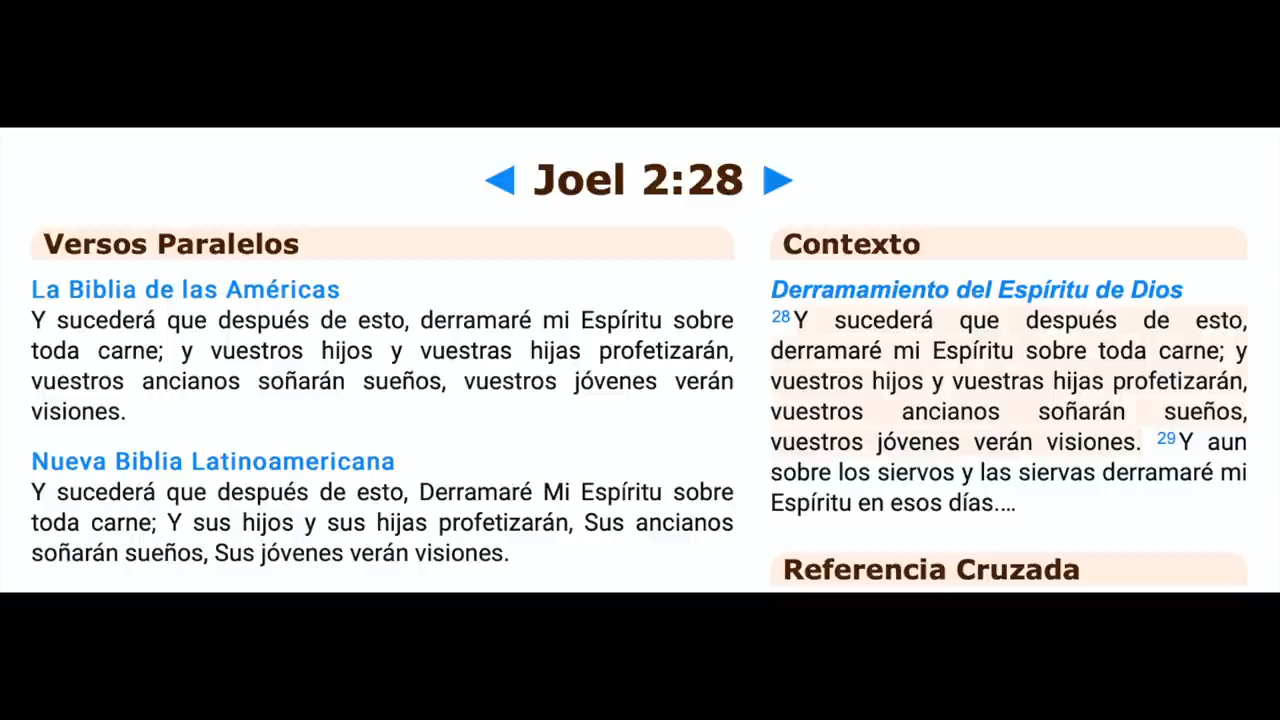 ◄ Joel 2:28 ►
Versos Paralelos
La Biblia de las Américas
Y sucederá que después de esto, derramaré mi Espíritu sobre
toda carne; y vuestros hijos y vuestras hijas profetizarán,
vuestros ancianos soñarán sueños, vuestros jóvenes verán
visiones.
Nueva Biblia Latinoamericana
Y sucederá que después de esto, Derramaré Mi Espíritu sobre
toda carne; Y sus hijos y sus hijas profetizarán, Sus ancianos
soñarán sueños, Sus jóvenes verán visiones.
Contexto
Derramamiento del Espíritu de Dios
28 Y sucederá que después de esto,
derramaré mi Espíritu sobre toda carne; y
vuestros hijos y vuestras hijas profetizarán,
vuestros ancianos soñarán sueños,
vuestros jóvenes verán visiones. 29 Y aun
sobre los siervos y las siervas derramaré mi
Espíritu en esos días.…
Referencia Cruzada